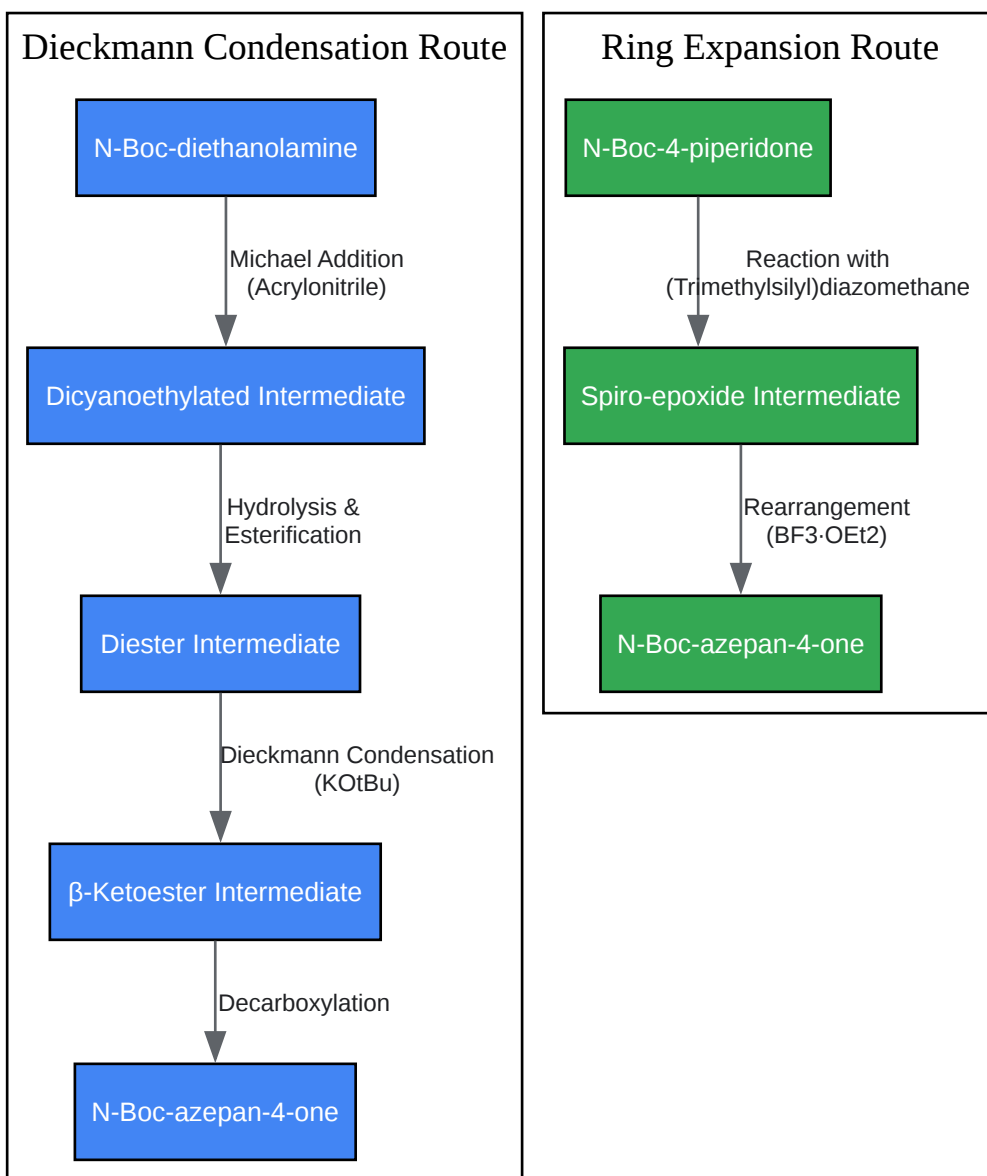 Dieckmann Condensation Route
N-Boc-diethanolamine
Michael Addition
(Acrylonitrile)
Dicyanoethylated Intermediate
Hydrolysis &
Esterification
Diester Intermediate
Dieckmann Condensation
(KOtBu)
β-Ketoester Intermediate
Decarboxylation
N-Boc-azepan-4-one
Ring Expansion Route
N-Boc-4-piperidone
Reaction with
(Trimethylsilyl)diazomethane
Spiro-epoxide Intermediate
Rearrangement
(BF3·OEt2)
N-Boc-azepan-4-one